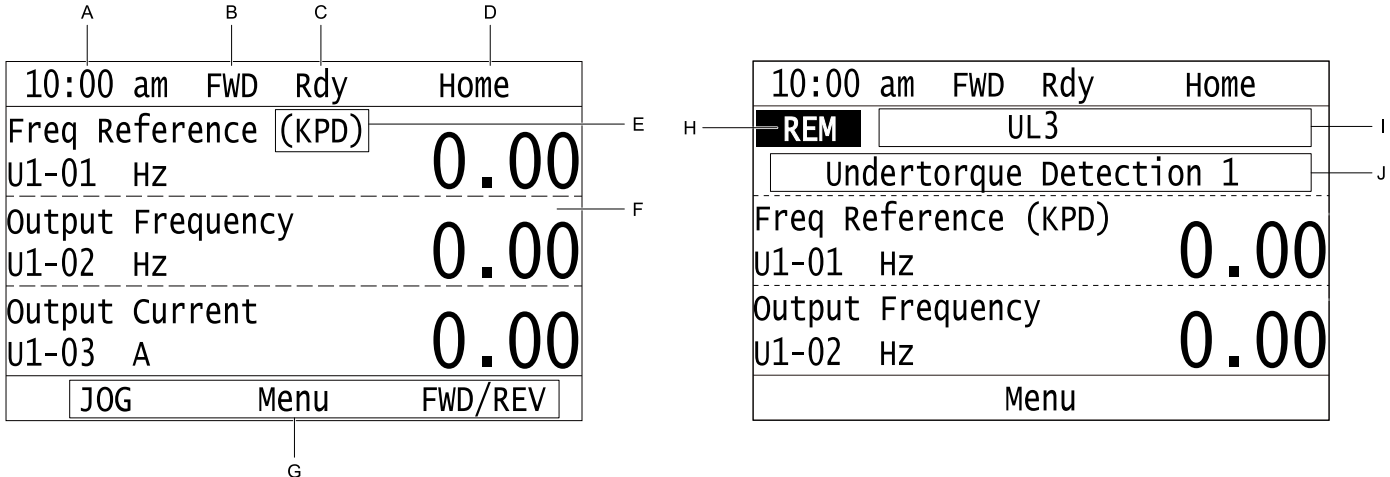 A B C D
10:00 am FWD Rdy Home
Freq Reference (KPD) 0.00 E
U1-01 Hz
F
Output Frequency 0.00
U1-02 Hz
Output Current 0.00
U1-03 A
JOG Menu FWD/REV
G
10:00 am FWD Rdy Home
H REM UL3 I
Undertorque Detection 1 J
Freq Reference (KPD) 0.00
U1-01 Hz
Output Frequency 0.00
U1-02 Hz
Menu